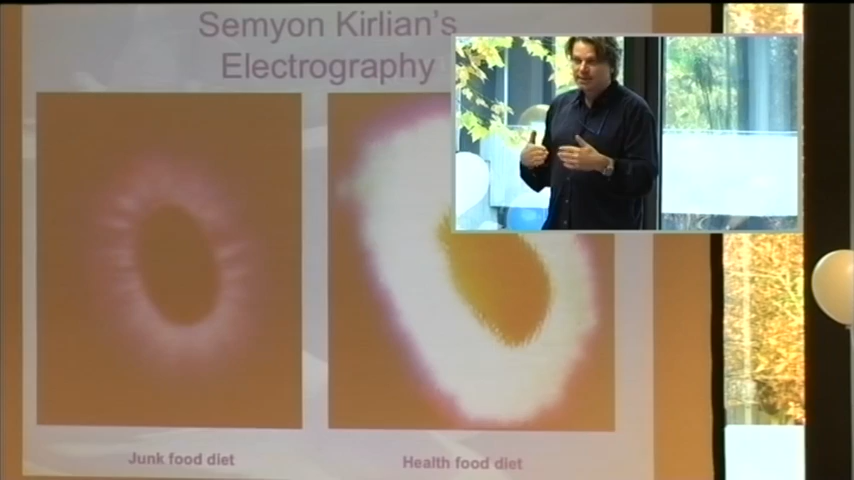 Semyon Kirlian's
Electrography
Junk food diet
Health food diet